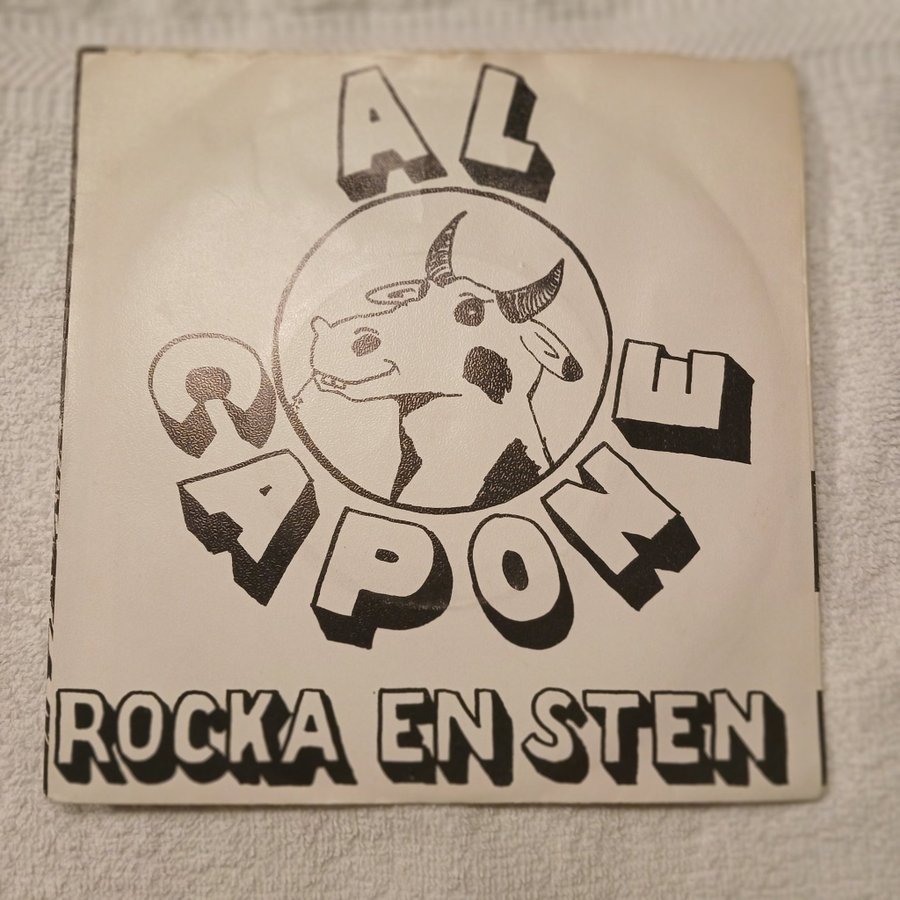 AL
CAPONE
ROCKA EN STEN